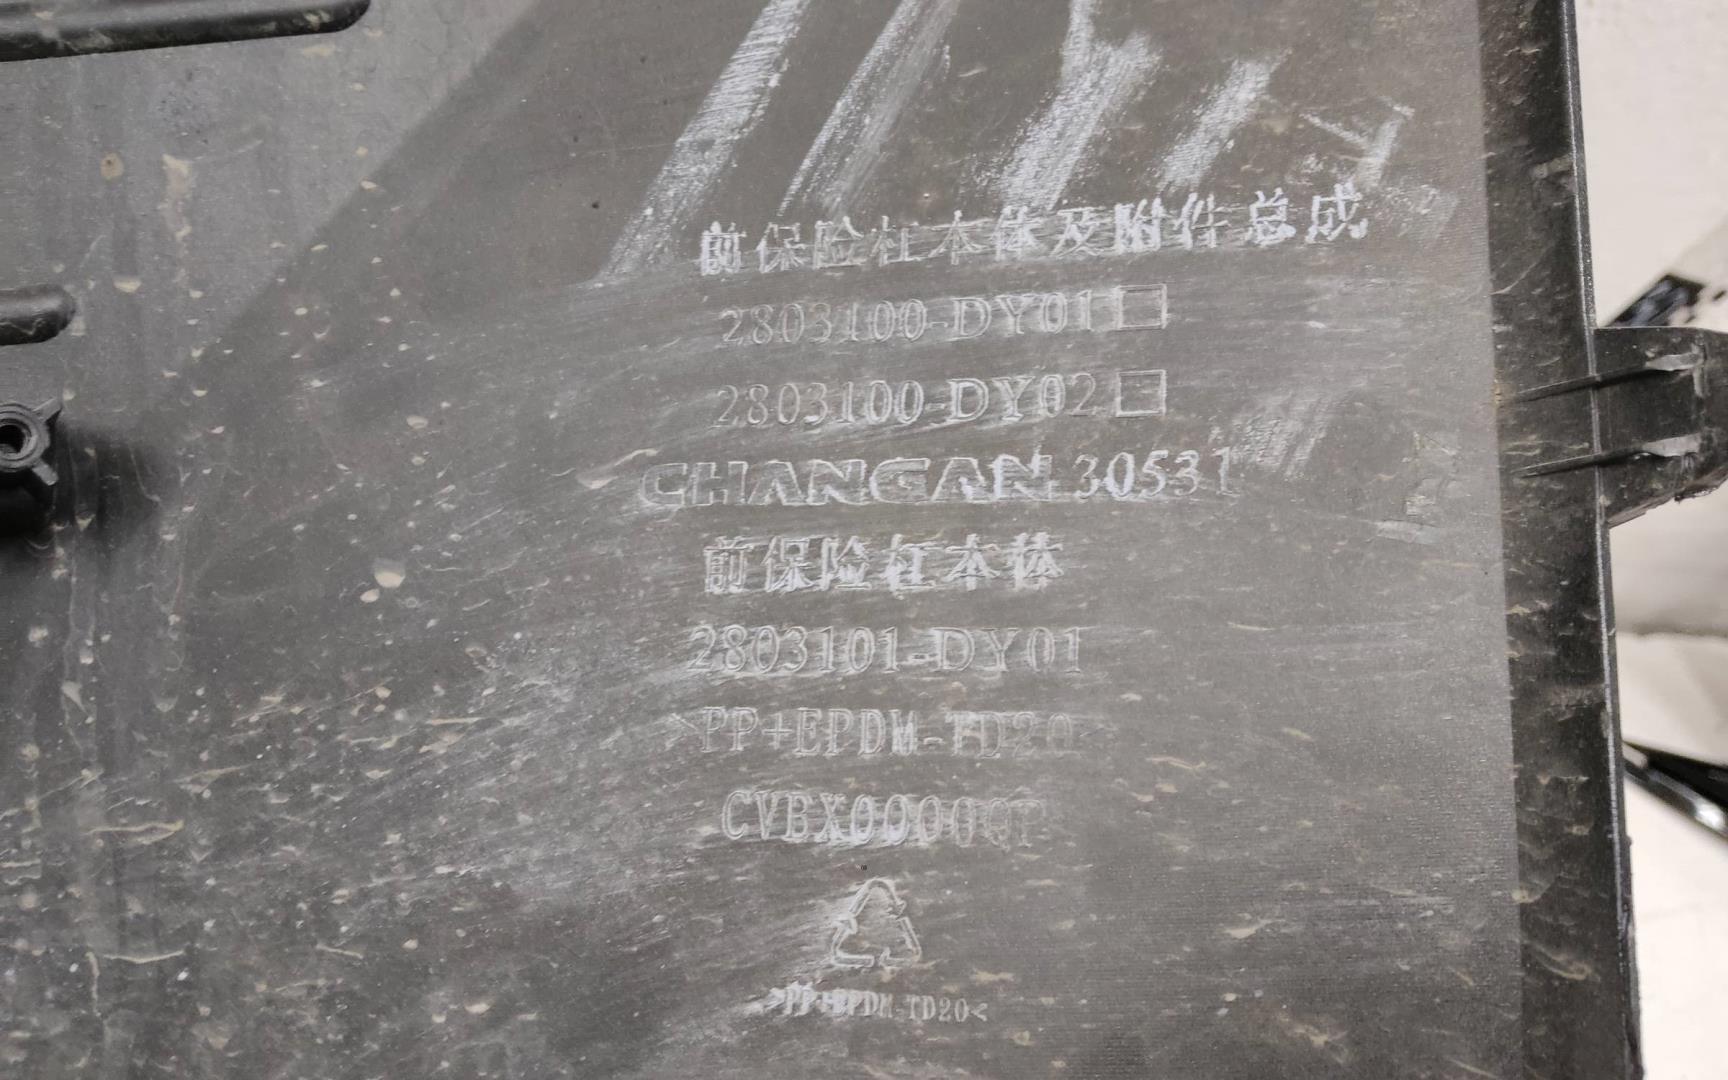 前保险杠本体及附件总成
2803100-DY01□
2803100-DY02□
CHANGAN 30531
前保险杠本体
2803101-DY01
>PP+EPDM-TD20<
CVBX0000QP
>PP+EPDM-TD20<